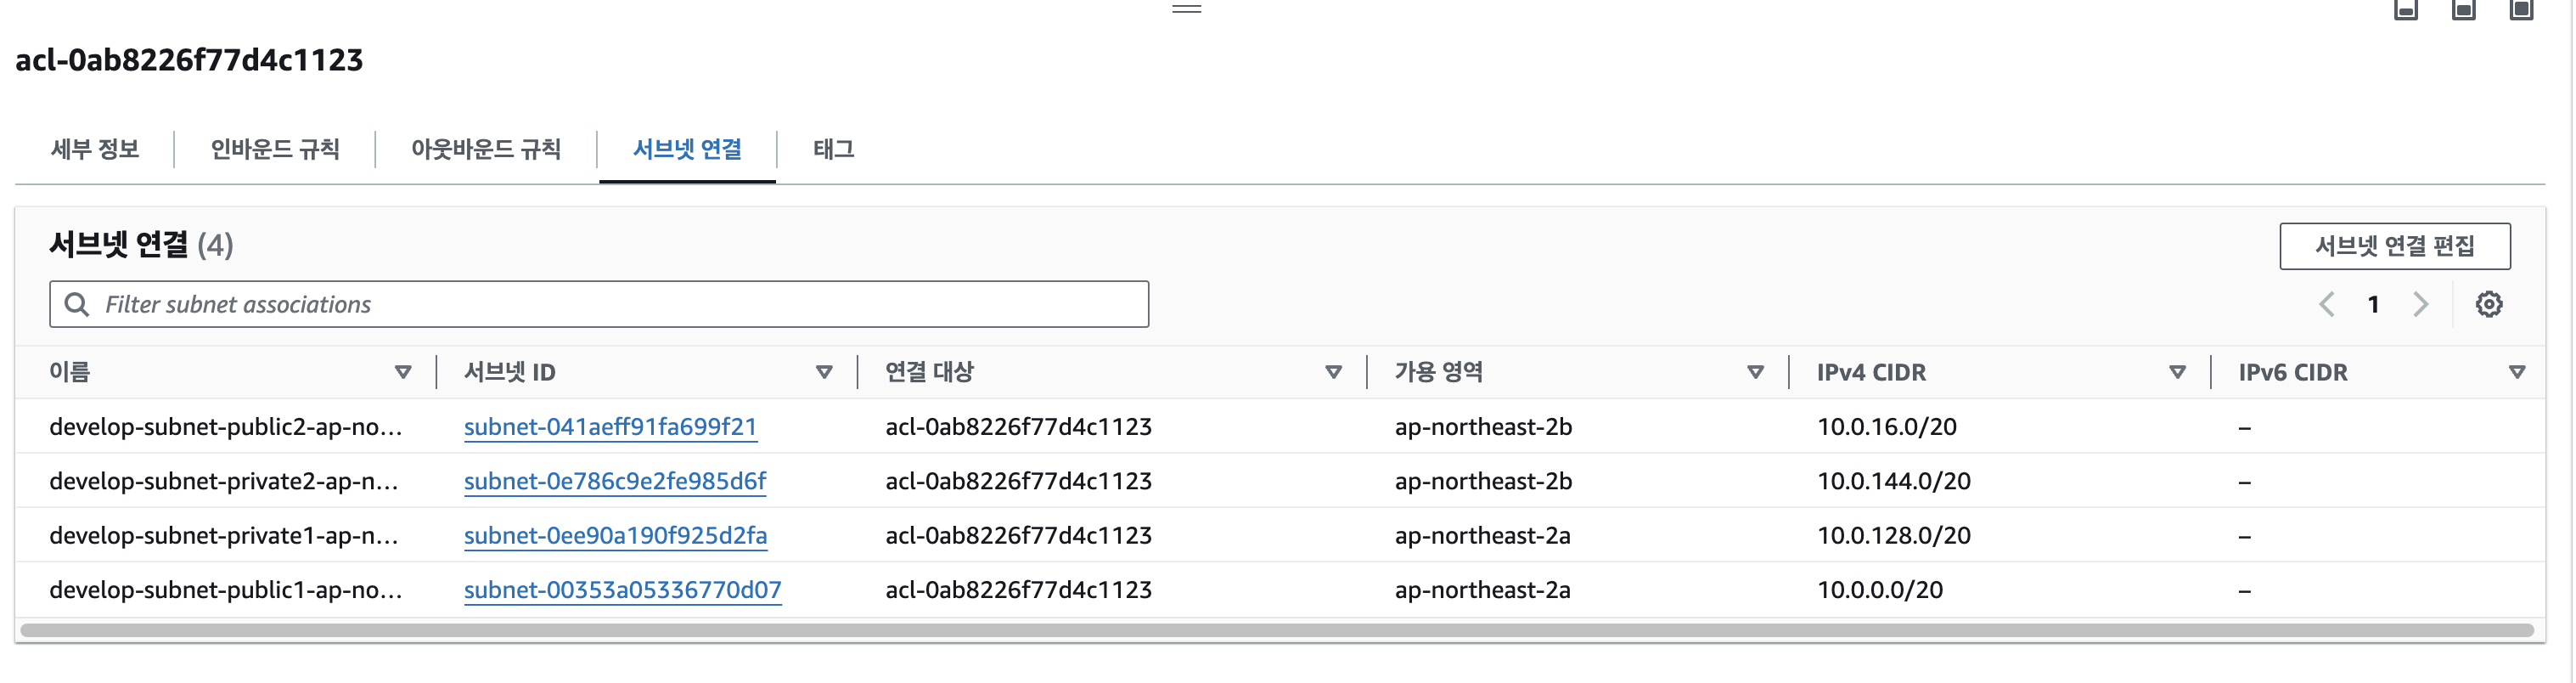 acl-0ab8226f77d4c1123
세부 정보 인바운드 규칙 아웃바운드 규칙 서브넷 연결 태그
서브넷 연결 (4) 서브넷 연결 편집
Filter subnet associations 1
이름 서브넷 ID 연결 대상 가용 영역 IPv4 CIDR IPv6 CIDR
develop-subnet-public2-ap-no... subnet-041aeff91fa699f21 acl-0ab8226f77d4c1123 ap-northeast-2b 10.0.16.0/20 –
develop-subnet-private2-ap-n... subnet-0e786c9e2fe985d6f acl-0ab8226f77d4c1123 ap-northeast-2b 10.0.144.0/20 –
develop-subnet-private1-ap-n... subnet-0ee90a190f925d2fa acl-0ab8226f77d4c1123 ap-northeast-2a 10.0.128.0/20 –
develop-subnet-public1-ap-no... subnet-00353a05336770d07 acl-0ab8226f77d4c1123 ap-northeast-2a 10.0.0.0/20 –